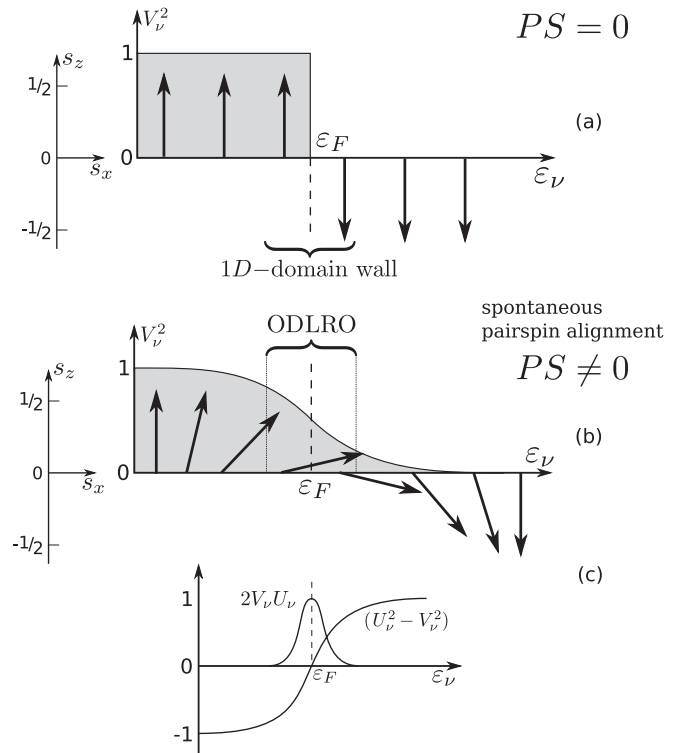 V_ν^2
PS = 0
s_z
1
1/2
(a)
ε_F
0
0
s_x
ε_ν
-1/2
1D−domain wall
spontaneous
pairspin alignment
ODLRO
V_ν^2
PS ≠ 0
s_z
1
1/2
(b)
ε_ν
0
0
s_x
ε_F
-1/2
(c)
1
2V_νU_ν
(U_ν^2 − V_ν^2)
0
ε_F
ε_ν
-1